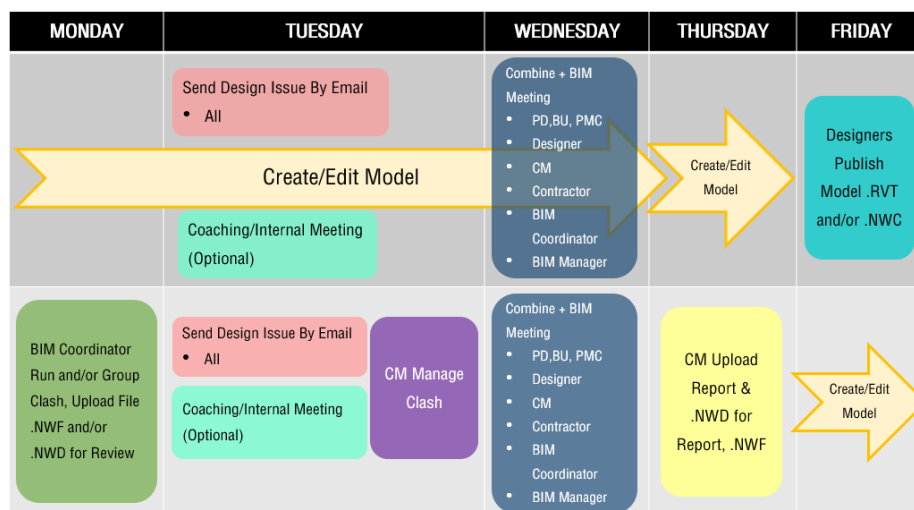 MONDAY
TUESDAY
WEDNESDAY
THURSDAY
FRIDAY
Send Design Issue By Email
• All
Create/Edit Model
Coaching/Internal Meeting
(Optional)
Combine + BIM
Meeting
• PD,BU, PMC
• Designer
• CM
• Contractor
• BIM
Coordinator
• BIM Manager
Create/Edit
Model
Designers
Publish
Model .RVT
and/or .NWC
BIM Coordinator
Run and/or Group
Clash, Upload File
.NWF and/or
.NWD for Review
Send Design Issue By Email
• All
Coaching/Internal Meeting
(Optional)
CM Manage
Clash
Combine + BIM
Meeting
• PD,BU, PMC
• Designer
• CM
• Contractor
• BIM
Coordinator
• BIM Manager
CM Upload
Report &
.NWD for
Report, .NWF
Create/Edit
Model